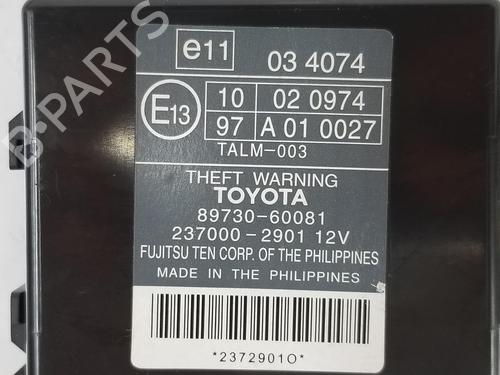 e11 03 4074
E13 10 02 0974
97 A 01 0027
TALM-003
THEFT WARNING
TOYOTA
89730-60081
237000-2901 12V
FUJITSU TEN CORP. OF THE PHILIPPINES
MADE IN THE PHILIPPINES
*2372901O*
B-PARTS